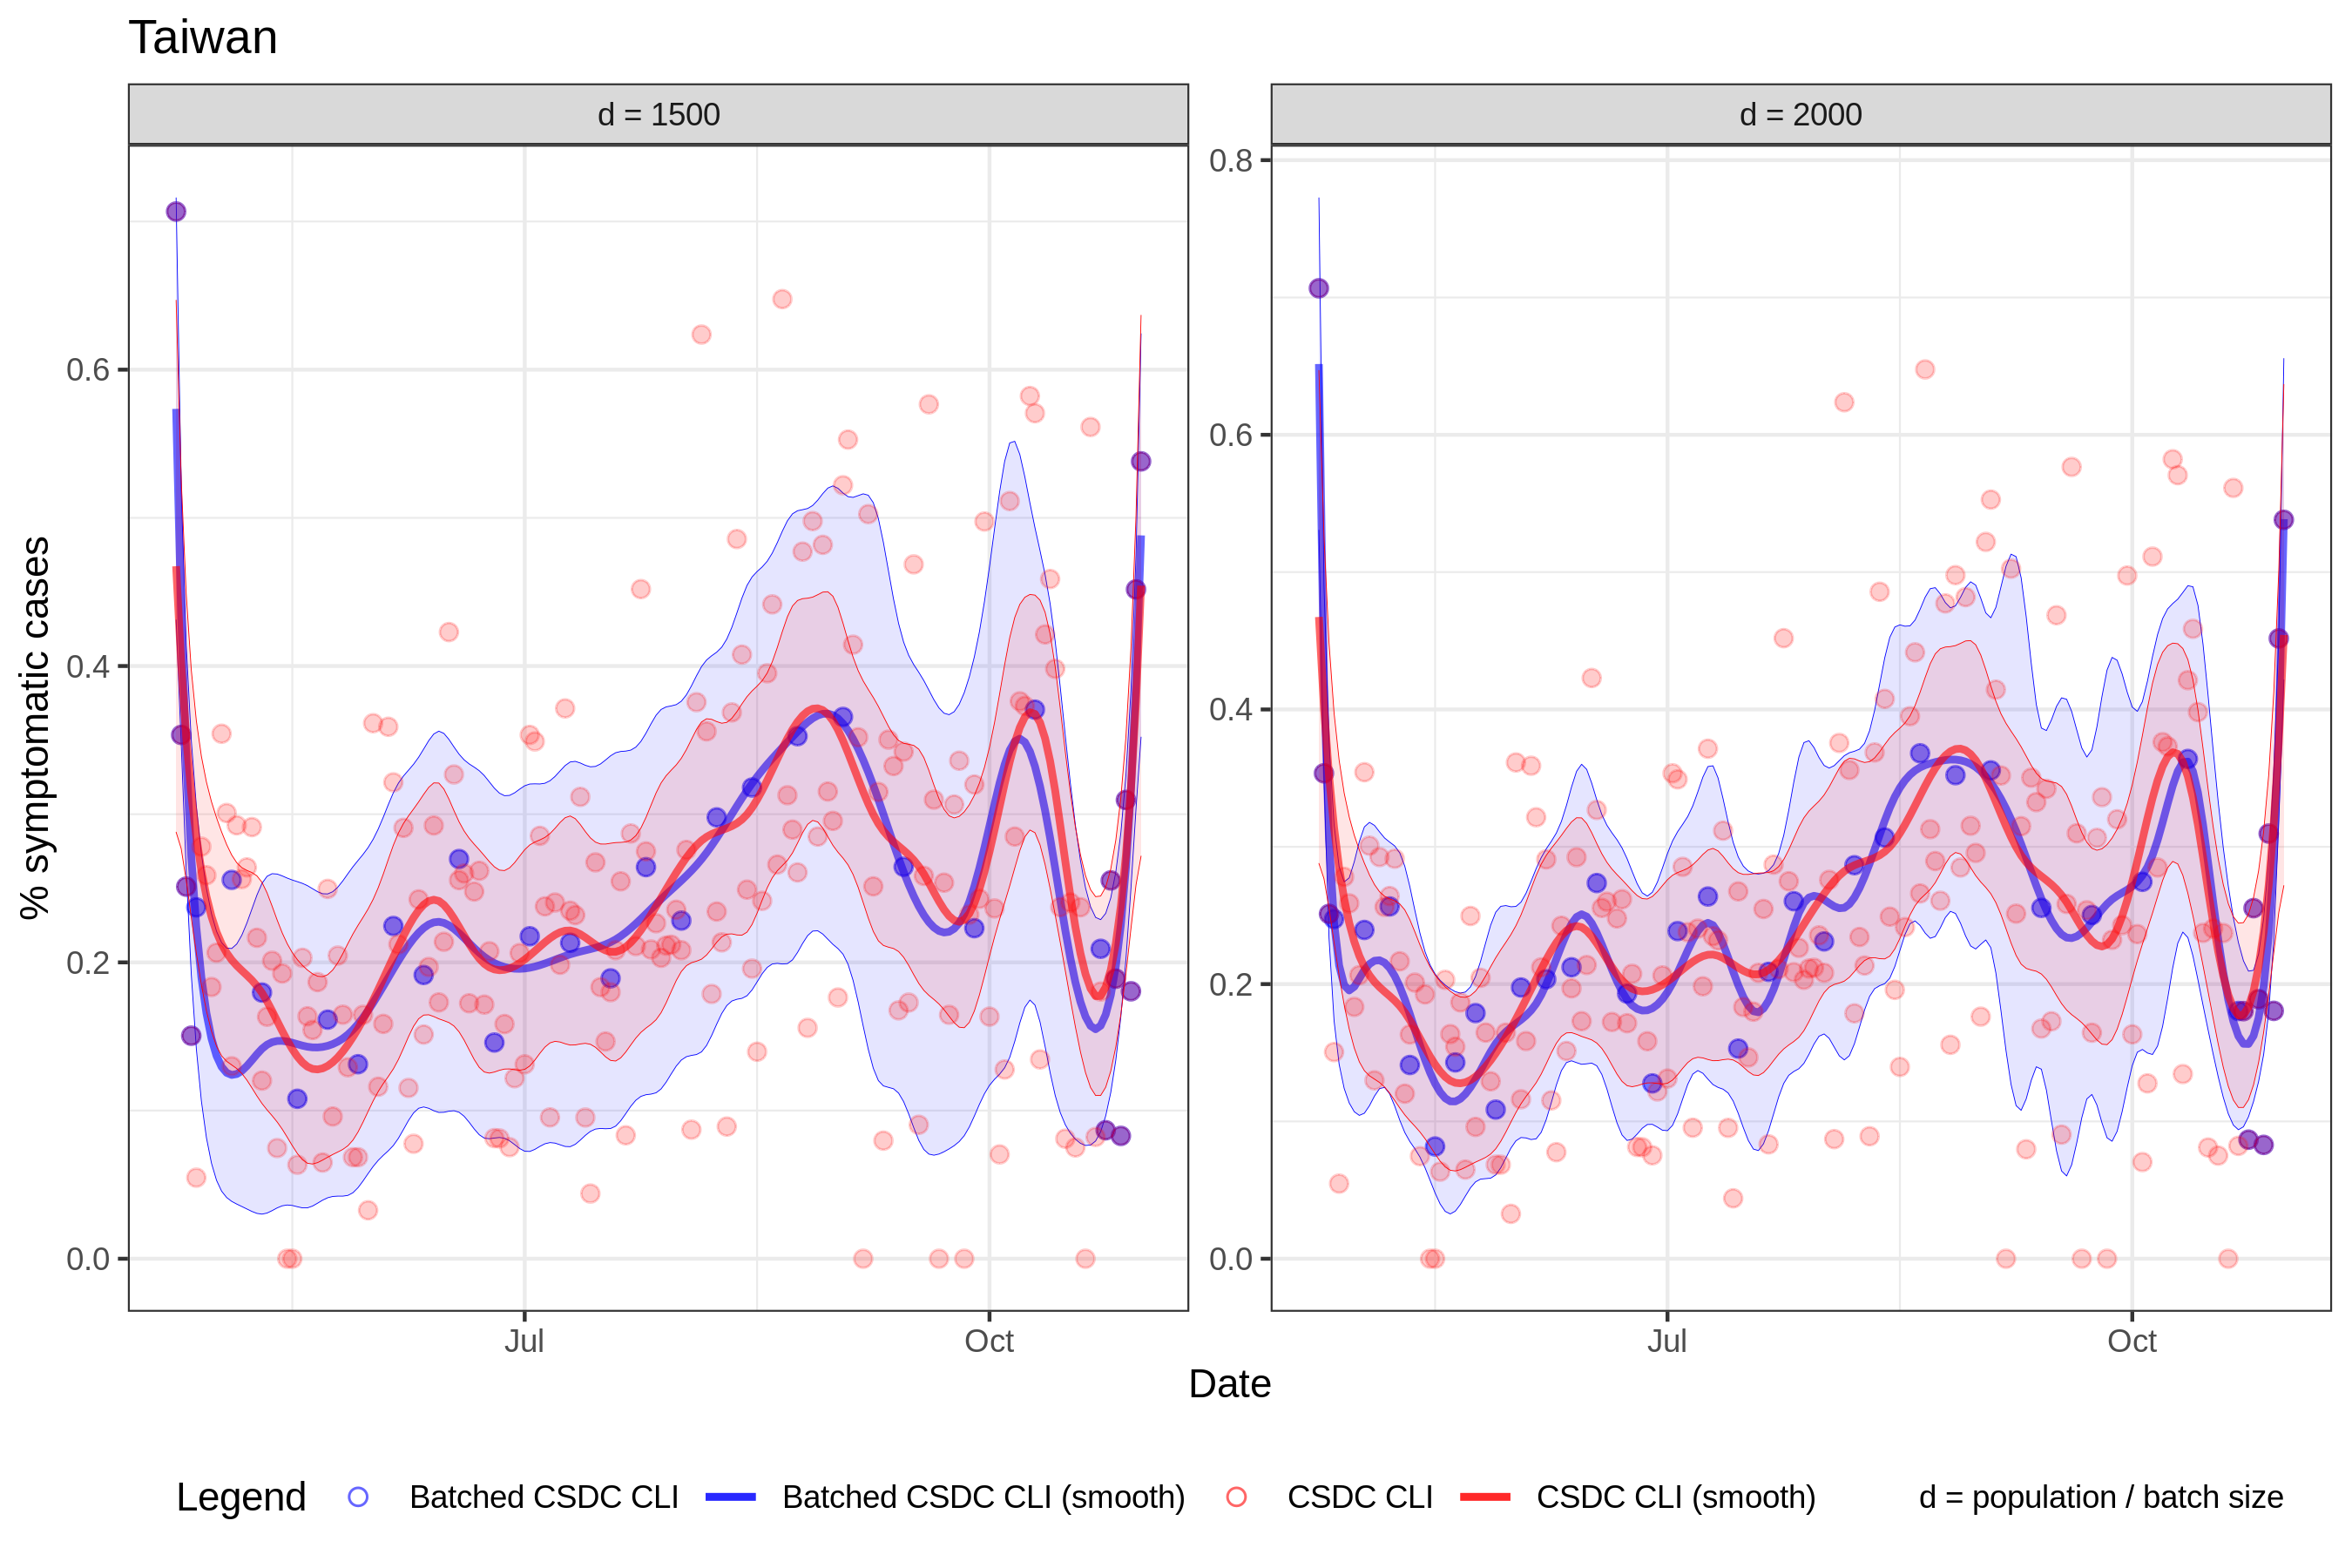 Taiwan
d = 1500
d = 2000
% symptomatic cases
0.6
0.4
0.2
0.0
0.8
0.6
0.4
0.2
0.0
Jul
Oct
Jul
Oct
Date
Legend
Batched CSDC CLI
Batched CSDC CLI (smooth)
CSDC CLI
CSDC CLI (smooth)
d = population / batch size